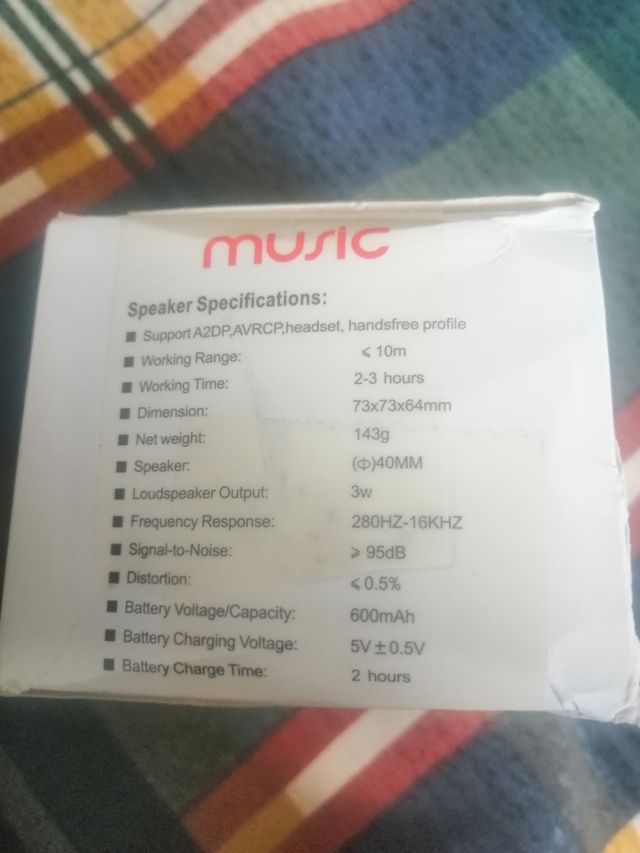 music
Speaker Specifications:
■ Support A2DP,AVRCP,headset, handsfree profile
■ Working Range: ⩽ 10m
■ Working Time: 2-3 hours
■ Dimension: 73x73x64mm
■ Net weight: 143g
■ Speaker: (Φ)40MM
■ Loudspeaker Output: 3w
■ Frequency Response: 280HZ-16KHZ
■ Signal-to-Noise: ⩾ 95dB
■ Distortion: ⩽ 0.5%
■ Battery Voltage/Capacity: 600mAh
■ Battery Charging Voltage: 5V±0.5V
■ Battery Charge Time: 2 hours